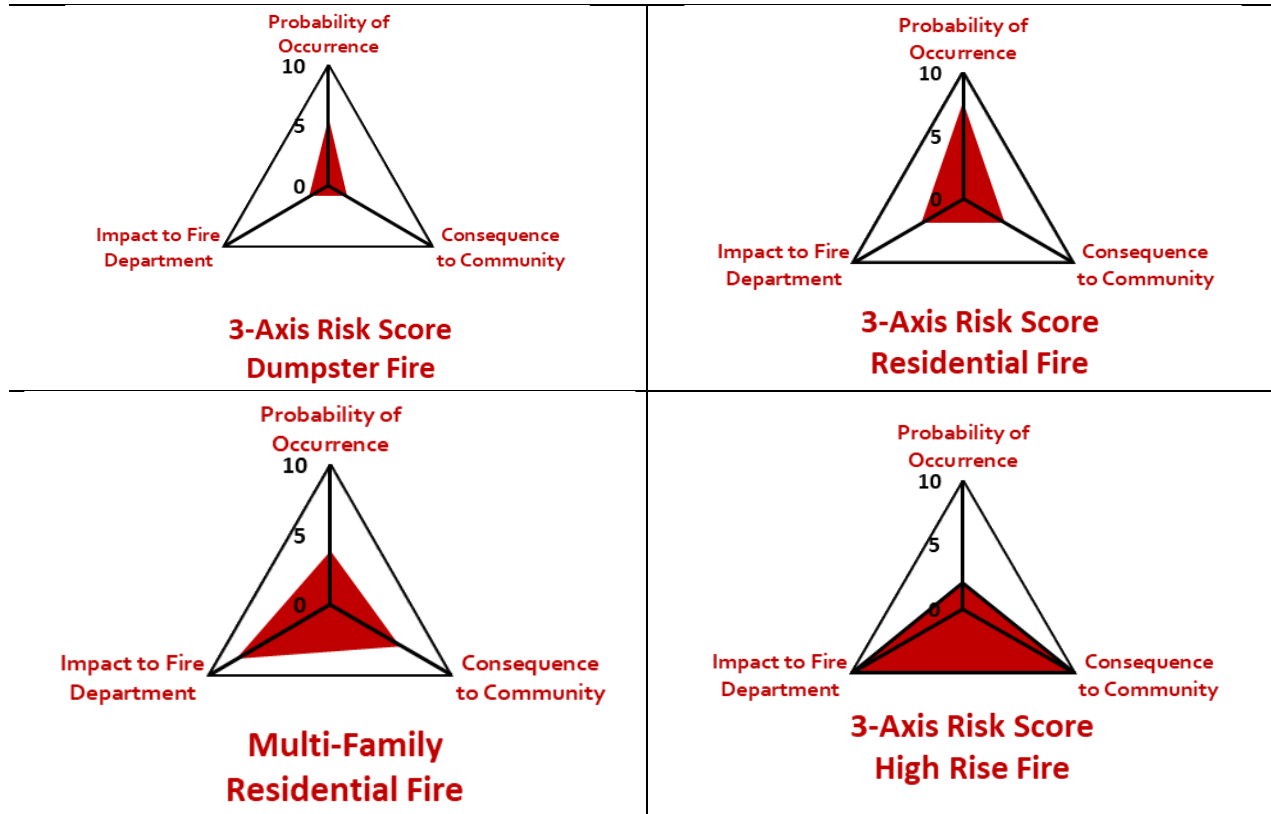 Probability of
Occurrence
10
5
0
Impact to Fire
Department
Consequence
to Community
3-Axis Risk Score
Dumpster Fire
Probability of
Occurrence
10
5
0
Impact to Fire
Department
Consequence
to Community
3-Axis Risk Score
Residential Fire
Probability of
Occurrence
10
5
0
Impact to Fire
Department
Consequence
to Community
Multi-Family
Residential Fire
Probability of
Occurrence
10
5
0
Impact to Fire
Department
Consequence
to Community
3-Axis Risk Score
High Rise Fire